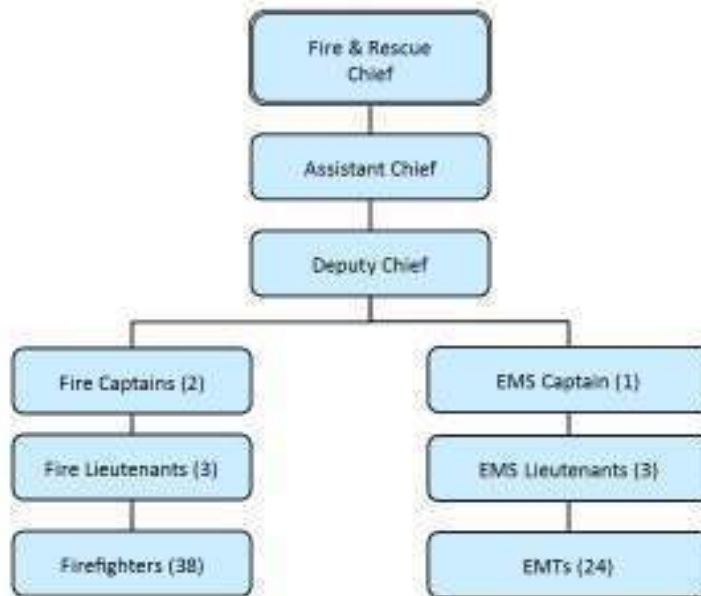 Fire & Rescue
Chief
Assistant Chief
Deputy Chief
Fire Captains (2)
EMS Captain (1)
Fire Lieutenants (3)
EMS Lieutenants (3)
Firefighters (38)
EMTs (24)